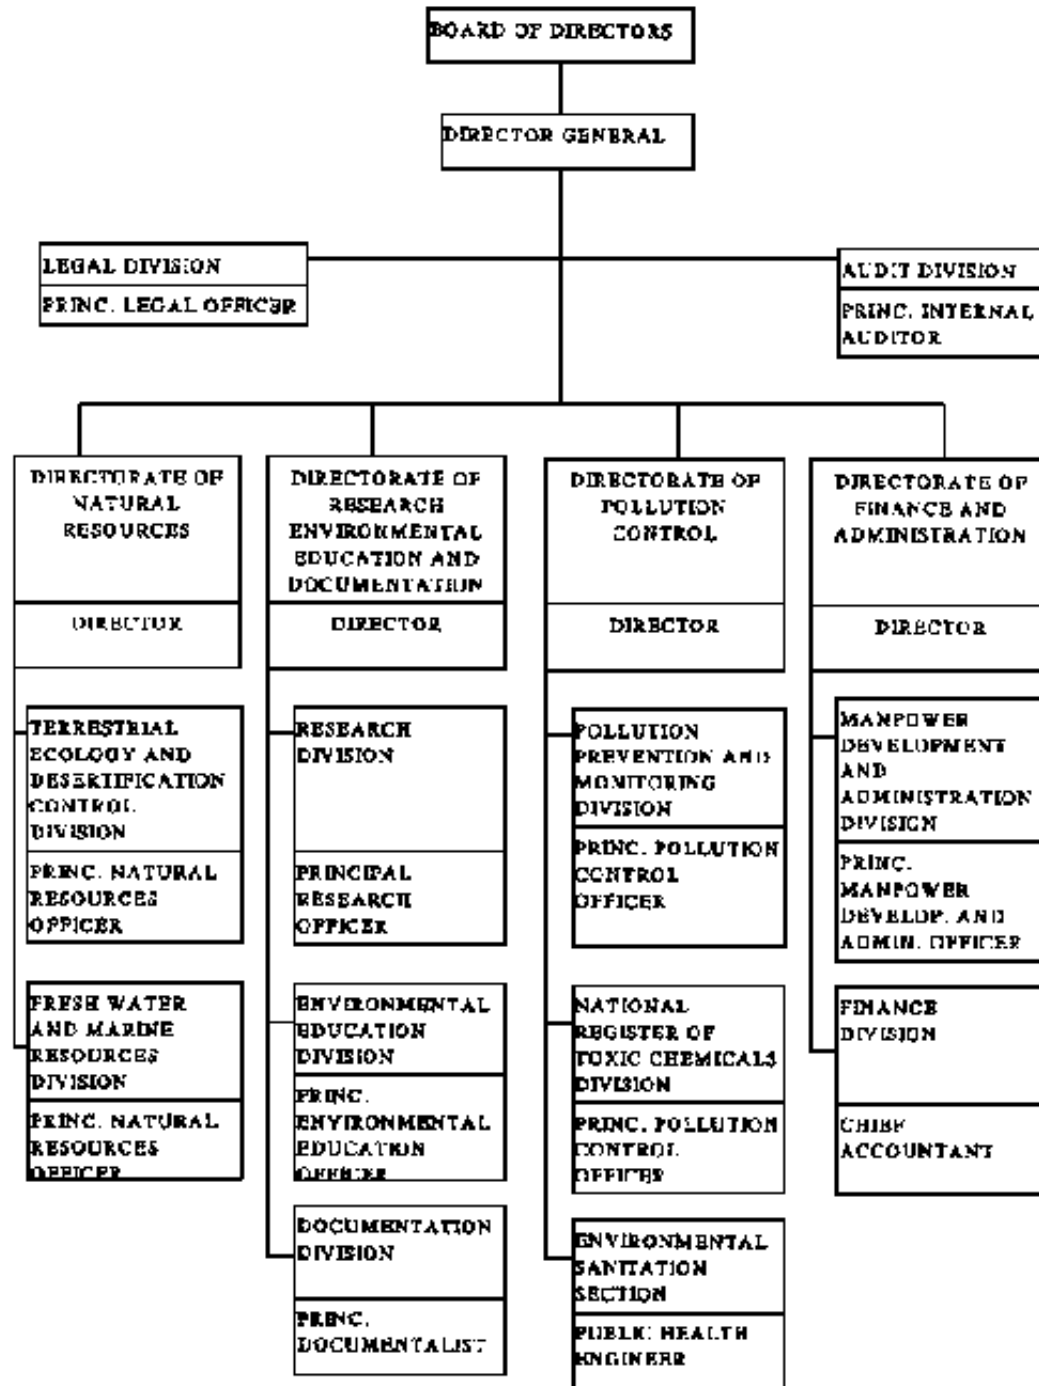 BOARD OF DIRECTORS
DIRECTOR GENERAL
LEGAL DIVISION
PRINC. LEGAL OFFICER
AUDIT DIVISION
PRINC. INTERNAL
AUDITOR
DIRECTORATE OF
NATURAL
RESOURCES
DIRECTOR
TERRESTRIAL
ECOLOGY AND
DESERTIFICATION
CONTROL
DIVISION
PRINC. NATURAL
RESOURCES
OFFICER
FRESH WATER
AND MARINE
RESOURCES
DIVISION
PRINC. NATURAL
RESOURCES
OFFICER
DIRECTORATE OF
RESEARCH
ENVIRONMENTAL
EDUCATION AND
DOCUMENTATION
DIRECTOR
RESEARCH
DIVISION
PRINCIPAL
RESEARCH
OFFICER
ENVIRONMENTAL
EDUCATION
DIVISION
PRINC.
ENVIRONMENTAL
EDUCATION
OFFICER
DOCUMENTATION
DIVISION
PRINC.
DOCUMENTALIST
DIRECTORATE OF
POLLUTION
CONTROL
DIRECTOR
POLLUTION
PREVENTION AND
MONITORING
DIVISION
PRINC. POLLUTION
CONTROL
OFFICER
NATIONAL
REGISTER OF
TOXIC CHEMICALS
DIVISION
PRINC. POLLUTION
CONTROL
OFFICER
ENVIRONMENTAL
SANITATION
SECTION
PUBLIC HEALTH
ENGINEER
DIRECTORATE OF
FINANCE AND
ADMINISTRATION
DIRECTOR
MANPOWER
DEVELOPMENT
AND
ADMINISTRATION
DIVISION
PRINC.
MANPOWER
DEVELOP. AND
ADMIN. OFFICER
FINANCE
DIVISION
CHIEF
ACCOUNTANT